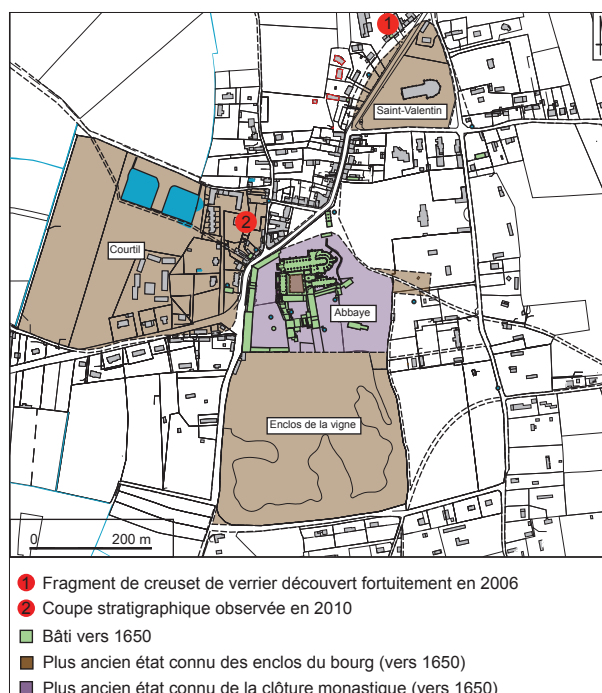 1
Saint-Valentin
2
Courtil
Abbaye
Enclos de la vigne
0 200 m
1 Fragment de creuset de verrier découvert fortuitement en 2006
2 Coupe stratigraphique observée en 2010
Bâti vers 1650
Plus ancien état connu des enclos du bourg (vers 1650)
Plus ancien état connu de la clôture monastique (vers 1650)